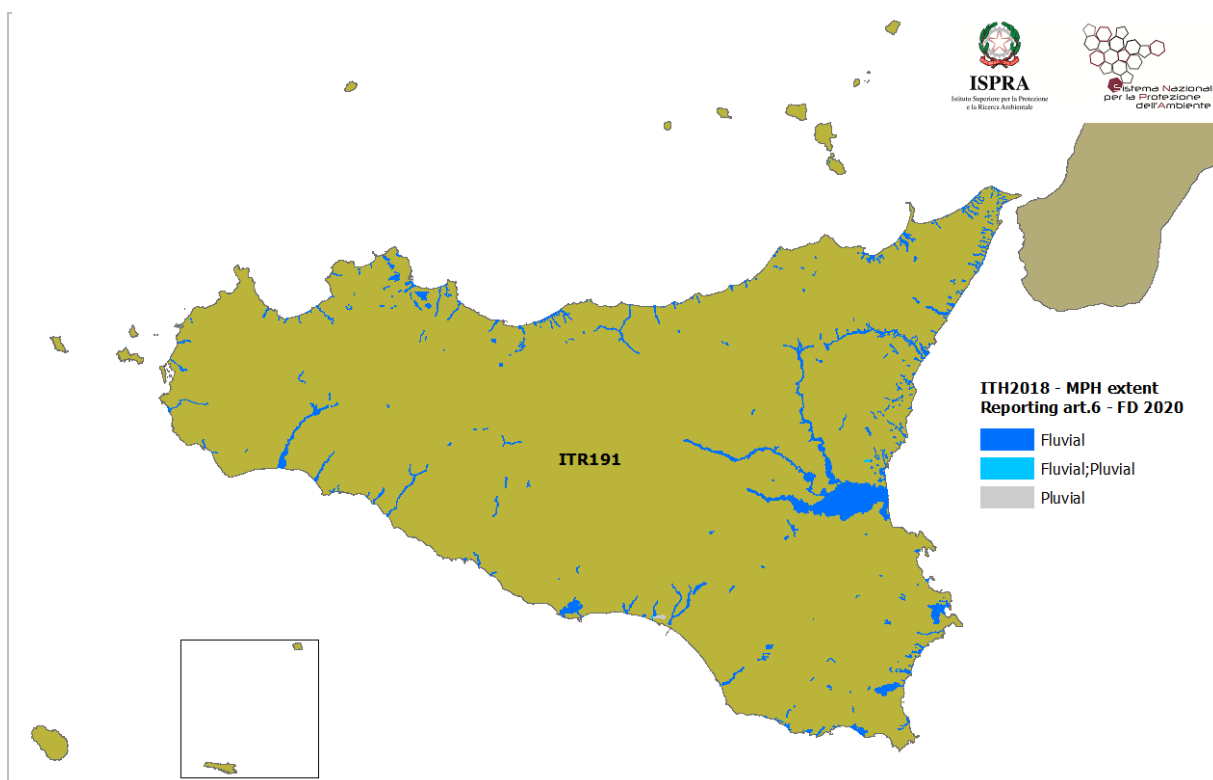 ISPRA
Istituto Superiore per la Protezione
e la Ricerca Ambientale
Sistema Nazionale
per la Protezione
dell'Ambiente
ITH2018 - MPH extent
Reporting art.6 - FD 2020
Fluvial
Fluvial;Pluvial
Pluvial
ITR191